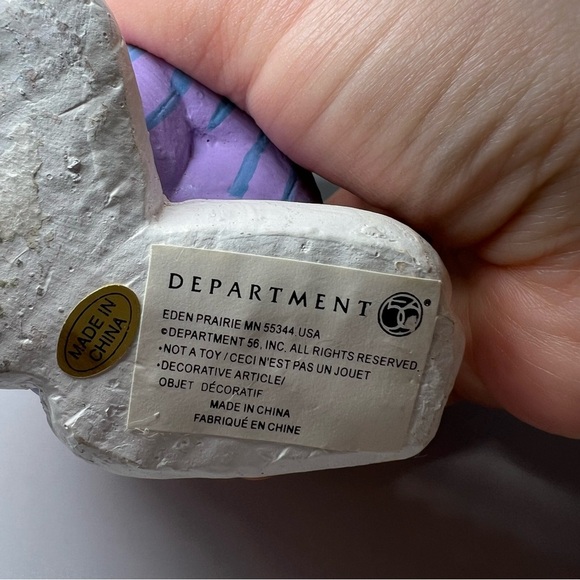 DEPARTMENT 56 ®
EDEN PRAIRIE MN 55344 USA
©DEPARTMENT 56, INC, ALL RIGHTS RESERVED.
•NOT A TOY / CECI N'EST PAS UN JOUET
•DECORATIVE ARTICLE/
OBJET DÉCORATIF
MADE IN CHINA
FABRIQUÉ EN CHINE
MADE IN
CHINA